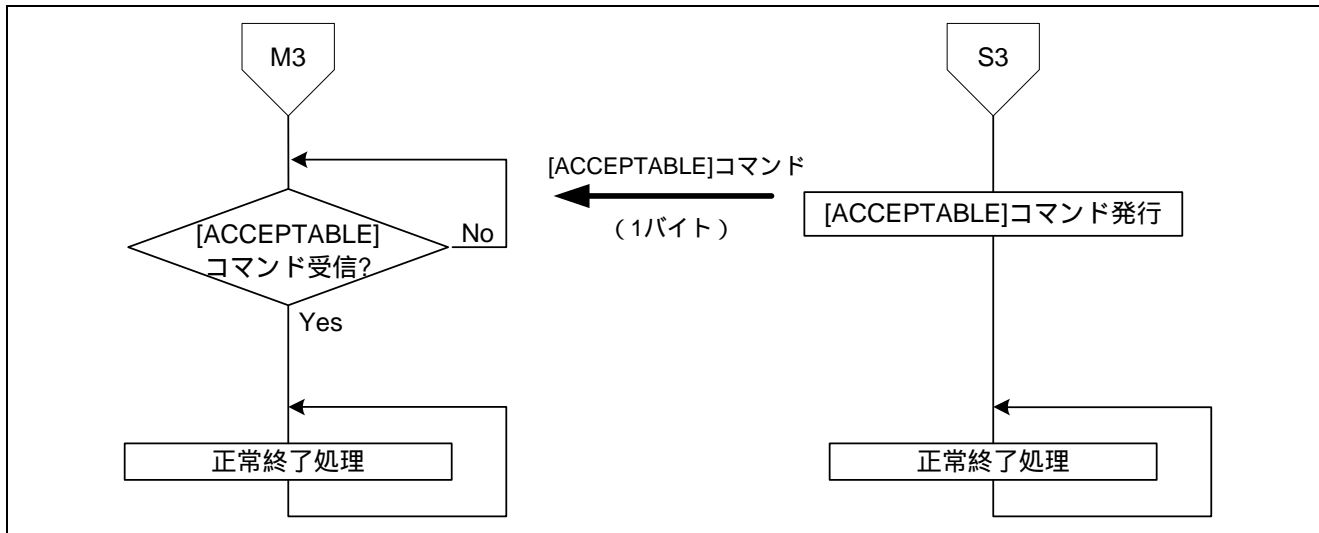 M3
S3
[ACCEPTABLE]コマンド
（1バイト）
[ACCEPTABLE]コマンド発行
[ACCEPTABLE]
コマンド受信?
No
Yes
正常終了処理
正常終了処理